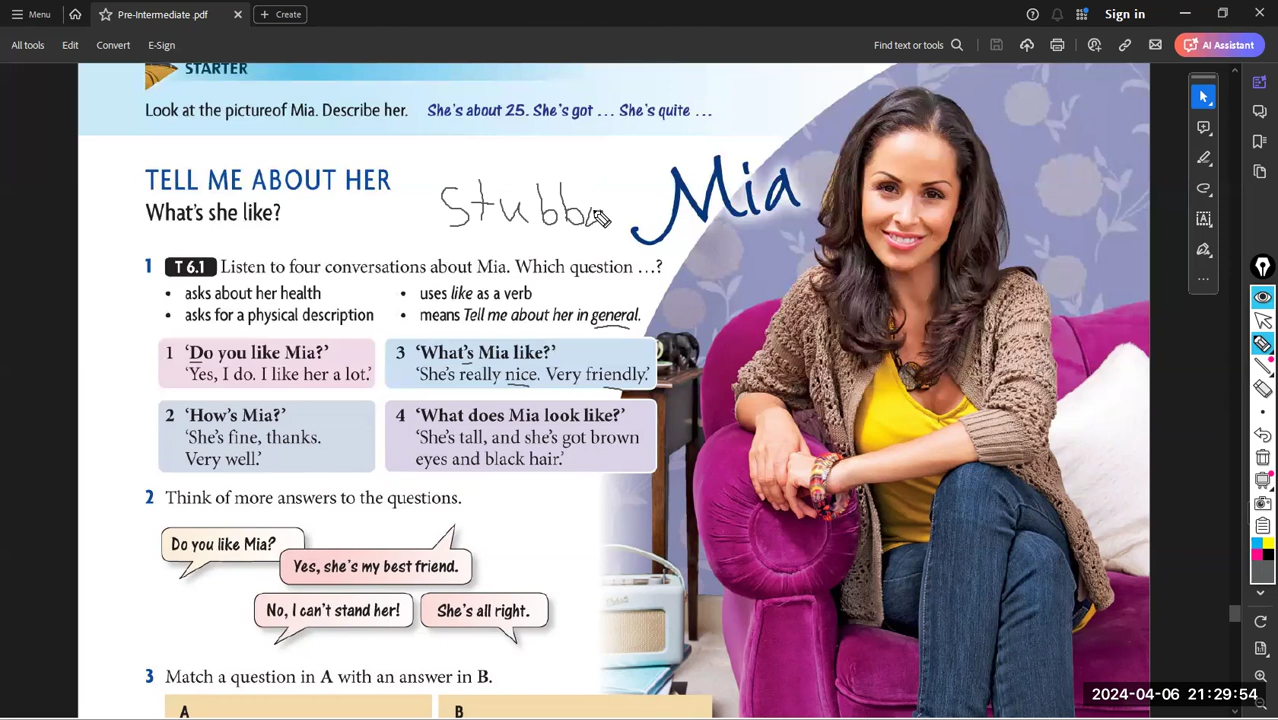 Menu
Pre-Intermediate .pdf
Create
Sign in
All tools
Edit
Convert
E-Sign
Find text or tools
AI Assistant
STARTER
Look at the pictureof Mia. Describe her. She's about 25. She's got … She's quite …
TELL ME ABOUT HER
What's she like?
Stubb
Mia
1 T 6.1 Listen to four conversations about Mia. Which question …?
• asks about her health
• uses like as a verb
• asks for a physical description
• means Tell me about her in general.
1 'Do you like Mia?'
'Yes, I do. I like her a lot.'
3 'What's Mia like?'
'She's really nice. Very friendly.'
2 'How's Mia?'
'She's fine, thanks.
Very well.'
4 'What does Mia look like?'
'She's tall, and she's got brown
eyes and black hair.'
2 Think of more answers to the questions.
Do you like Mia?
Yes, she's my best friend.
No, I can't stand her!
She's all right.
3 Match a question in A with an answer in B.
A
B
2024-04-06 21:29:54